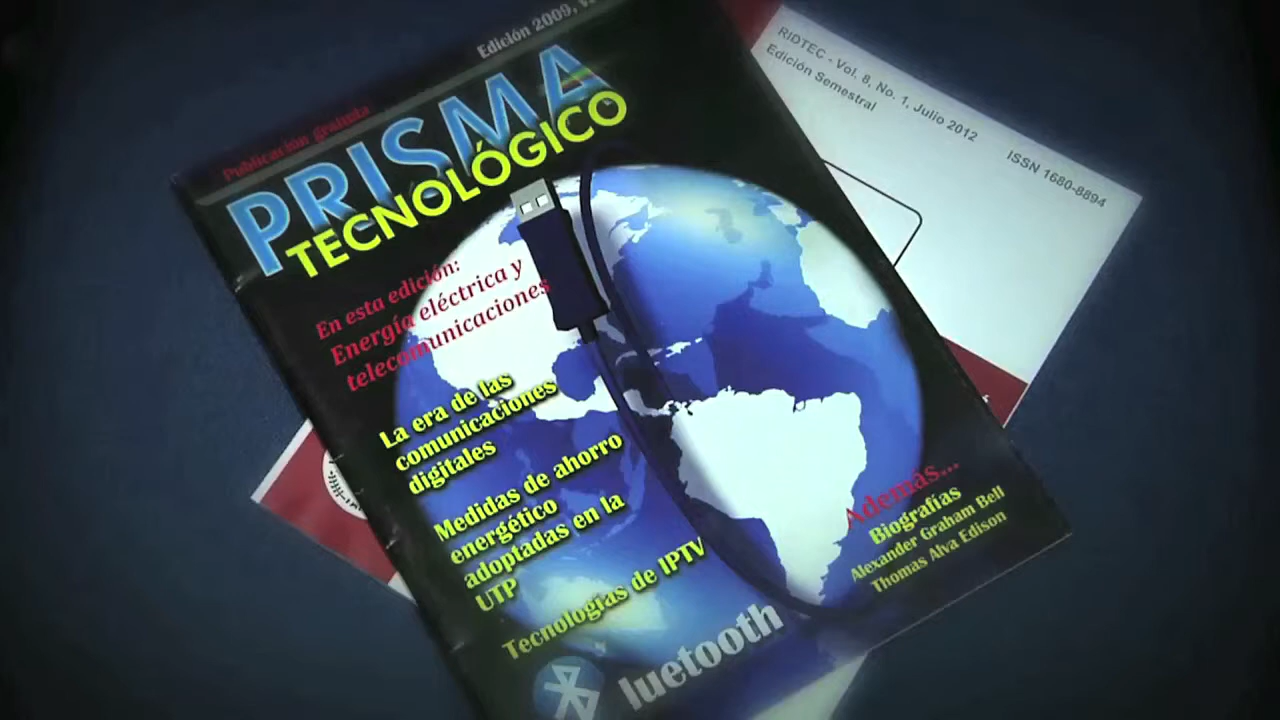 Edición 2009,
Publicación gratuita
PRISMA
TECNOLÓGICO
En esta edición:
Energía eléctrica y
telecomunicaciones
La era de las
comunicaciones
digitales
Medidas de ahorro
energético
adoptadas en la
UTP
Tecnologías de IPTV
luetooth
Además...
Biografías
Alexander Graham Bell
Thomas Alva Edison
RIDTEC - Vol. 8, No. 1, Julio 2012
Edición Semestral
ISSN 1680-8894